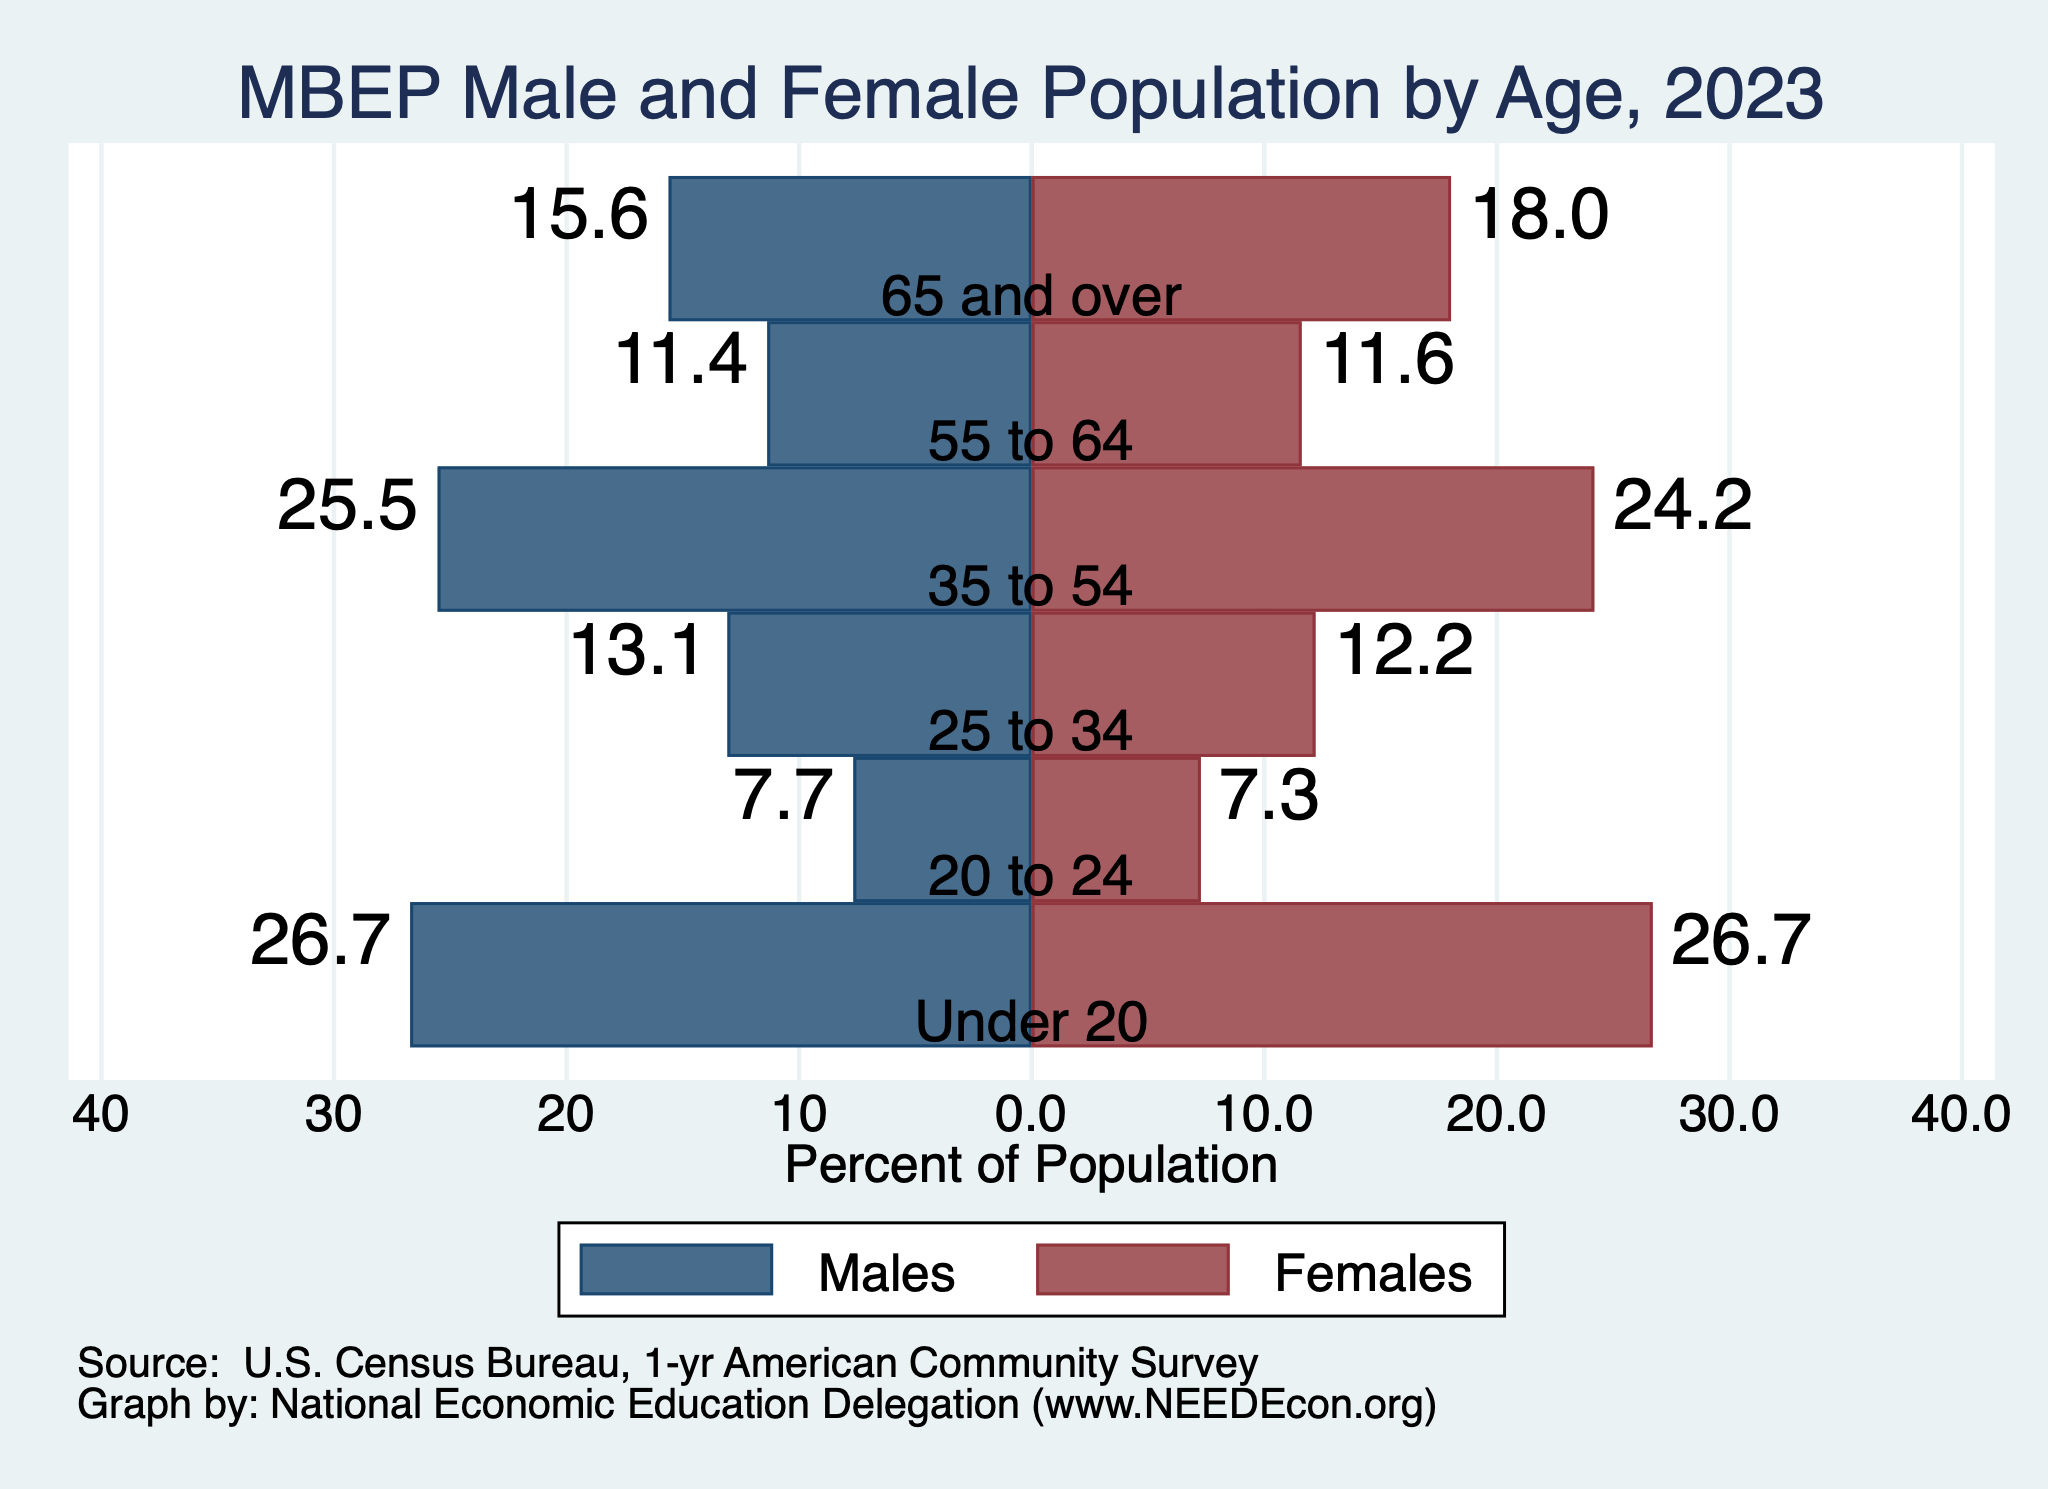 MBEP Male and Female Population by Age, 2023
15.6 18.0
65 and over
11.4 11.6
55 to 64
25.5 24.2
35 to 54
13.1 12.2
25 to 34
7.7 7.3
20 to 24
26.7 26.7
Under 20
40 30 20 10 0.0 10.0 20.0 30.0 40.0
Percent of Population
Males Females
Source:  U.S. Census Bureau, 1-yr American Community Survey
Graph by: National Economic Education Delegation (www.NEEDEcon.org)